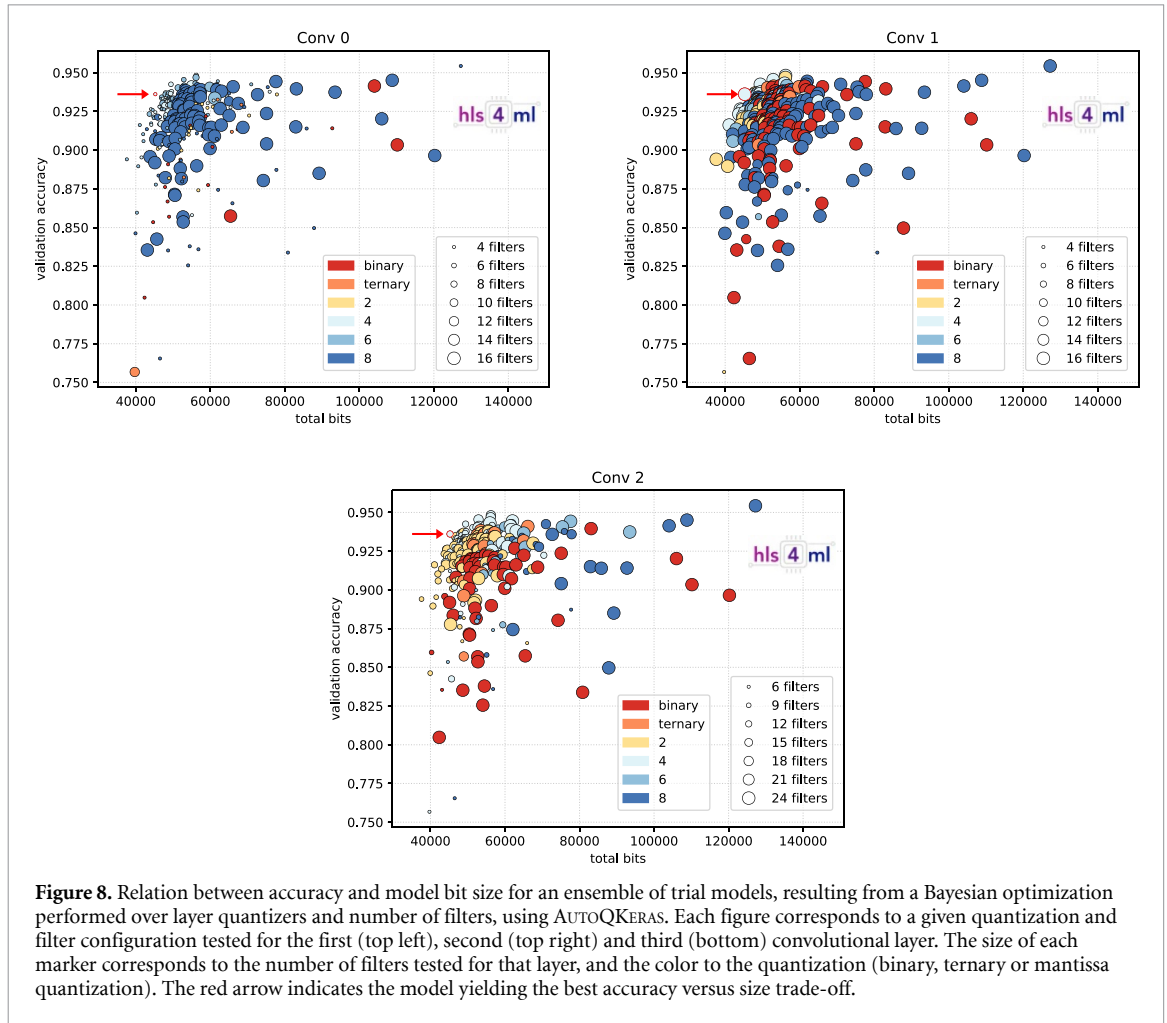 Conv 0
0.950
0.925
0.900
0.875
0.850
0.825
0.800
0.775
0.750
validation accuracy
hls 4 ml
binary
ternary
2
4
6
8
4 filters
6 filters
8 filters
10 filters
12 filters
14 filters
16 filters
40000 60000 80000 100000 120000 140000
total bits
Conv 1
0.950
0.925
0.900
0.875
0.850
0.825
0.800
0.775
0.750
validation accuracy
hls 4 ml
binary
ternary
2
4
6
8
4 filters
6 filters
8 filters
10 filters
12 filters
14 filters
16 filters
40000 60000 80000 100000 120000 140000
total bits
Conv 2
0.950
0.925
0.900
0.875
0.850
0.825
0.800
0.775
0.750
validation accuracy
hls 4 ml
binary
ternary
2
4
6
8
6 filters
9 filters
12 filters
15 filters
18 filters
21 filters
24 filters
40000 60000 80000 100000 120000 140000
total bits
Figure 8. Relation between accuracy and model bit size for an ensemble of trial models, resulting from a Bayesian optimization
performed over layer quantizers and number of filters, using AUTOQKERAS. Each figure corresponds to a given quantization and
filter configuration tested for the first (top left), second (top right) and third (bottom) convolutional layer. The size of each
marker corresponds to the number of filters tested for that layer, and the color to the quantization (binary, ternary or mantissa
quantization). The red arrow indicates the model yielding the best accuracy versus size trade-off.